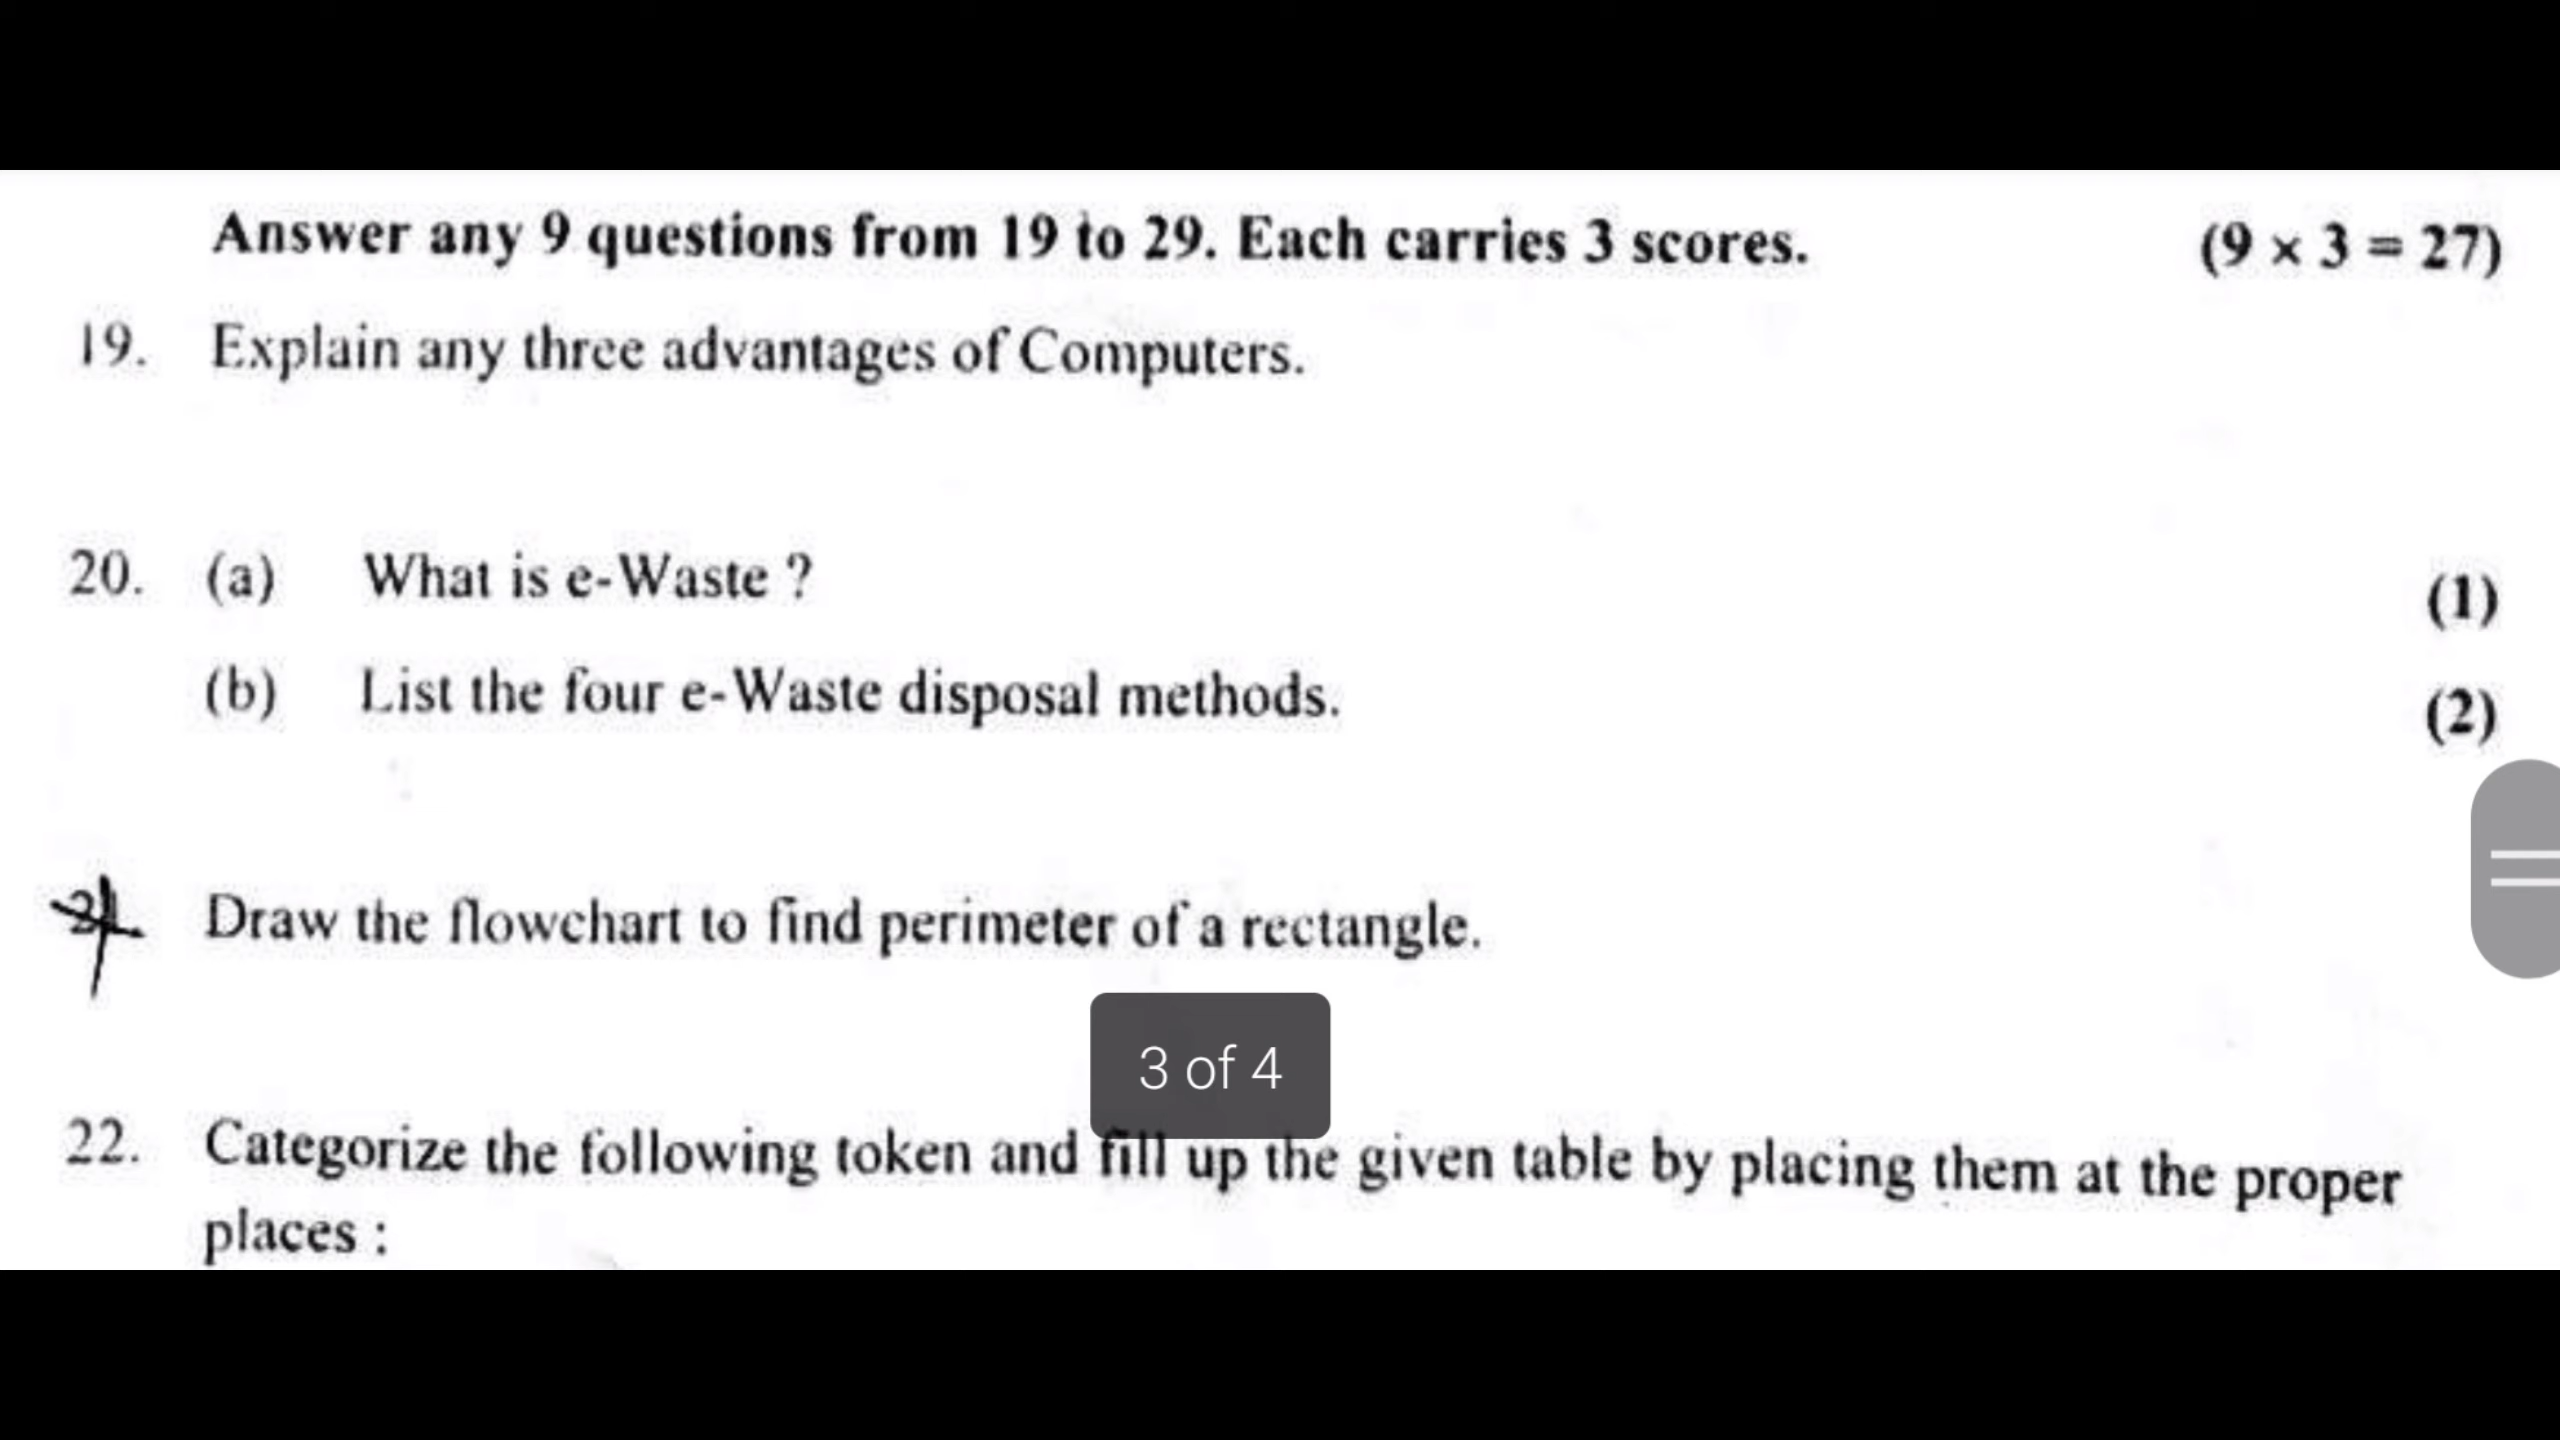 Answer any 9 questions from 19 to 29. Each carries 3 scores. (9 × 3 = 27)
19. Explain any three advantages of Computers.
20. (a) What is e-Waste ? (1)
(b) List the four e-Waste disposal methods. (2)
21 Draw the flowchart to find perimeter of a rectangle.
3 of 4
22. Categorize the following token and fill up the given table by placing them at the proper
places :